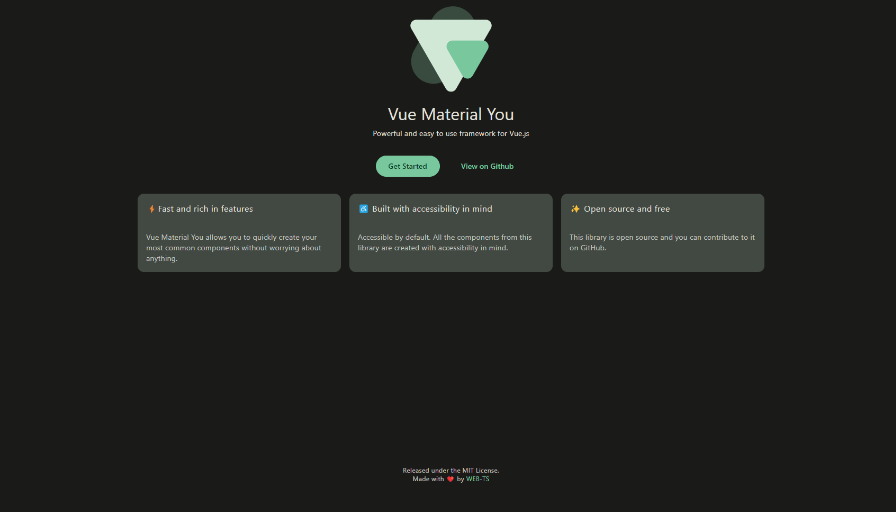 Vue Material You
Powerful and easy to use framework for Vue.js
Get Started
View on Github
⚡ Fast and rich in features
Vue Material You allows you to quickly create your
most common components without worrying about
anything.
♿ Built with accessibility in mind
Accessible by default. All the components from this
library are created with accessibility in mind.
✨ Open source and free
This library is open source and you can contribute to it
on GitHub.
Released under the MIT License.
Made with ❤️ by WEB-TS